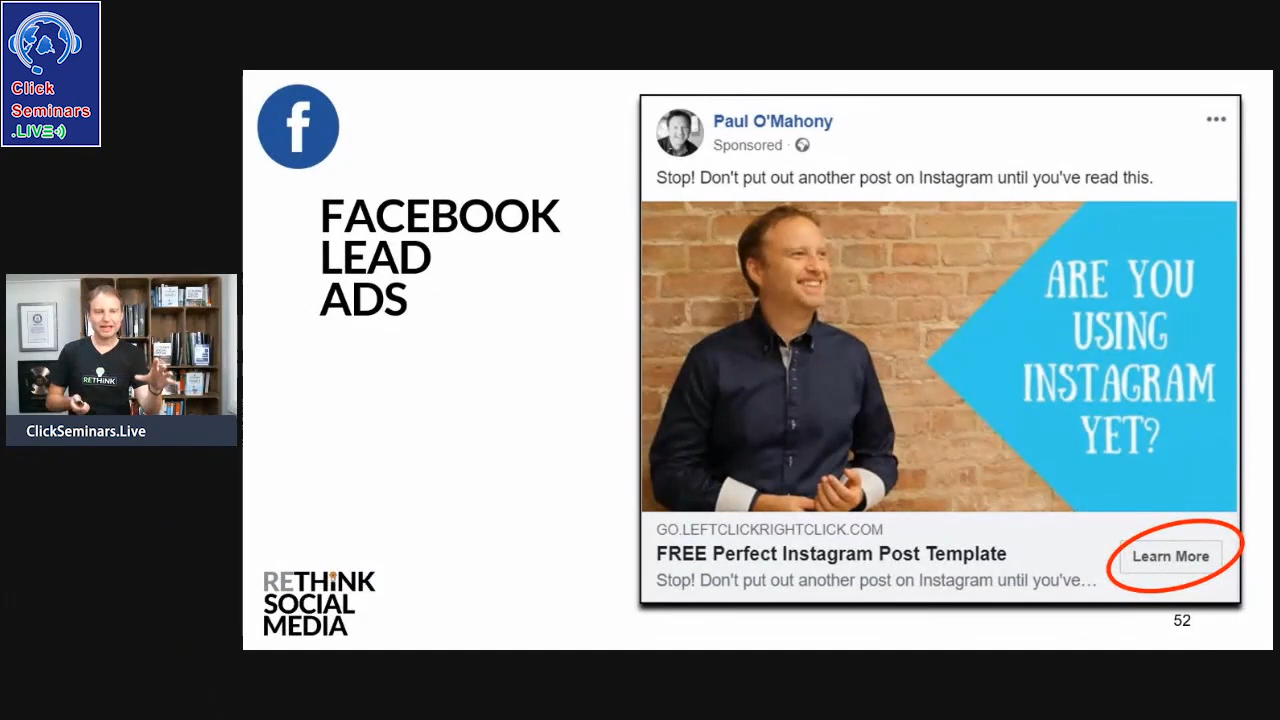 Click
Seminars
.LIVE
f
FACEBOOK
LEAD
ADS
Paul O'Mahony
Sponsored ·
Stop! Don't put out another post on Instagram until you've read this.
ARE YOU
USING
INSTAGRAM
YET?
GO.LEFTCLICKRIGHTCLICK.COM
FREE Perfect Instagram Post Template
Learn More
Stop! Don't put out another post on Instagram until you've...
RETHINK
ClickSeminars.Live
RETHINK
SOCIAL
MEDIA
52